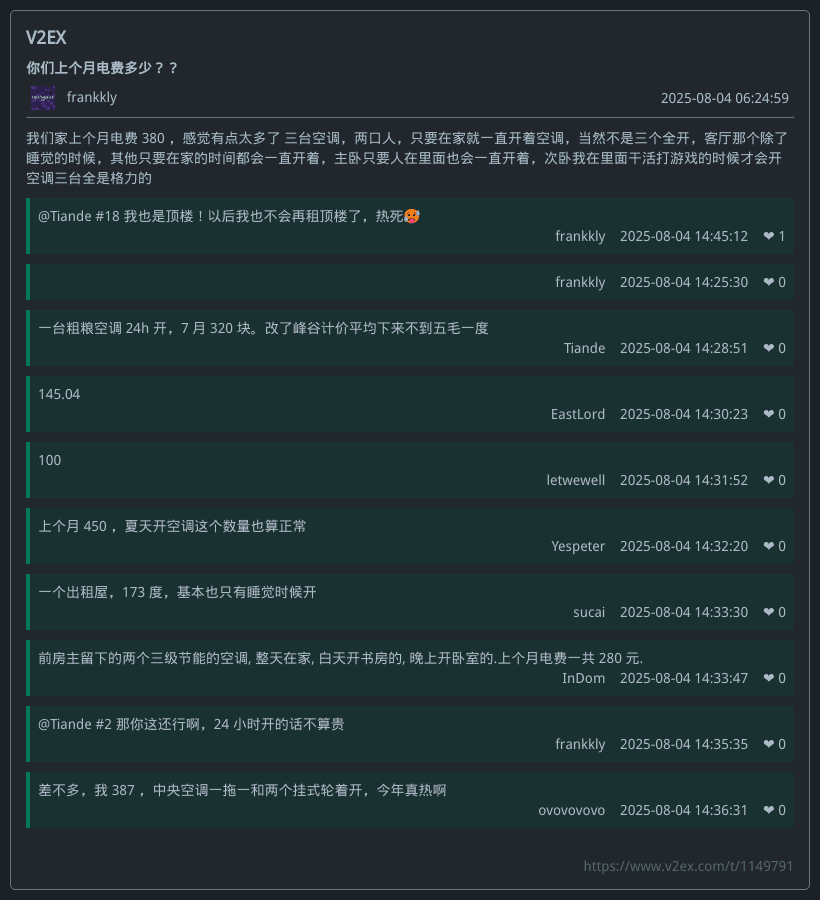 V2EX
你们上个月电费多少？？
frankkly 2025-08-04 06:24:59
我们家上个月电费 380 ，感觉有点太多了 三台空调，两口人，只要在家就一直开着空调，当然不是三个全开，客厅那个除了
睡觉的时候，其他只要在家的时间都会一直开着，主卧只要人在里面也会一直开着，次卧我在里面干活打游戏的时候才会开
空调三台全是格力的
@Tiande #18 我也是顶楼！以后我也不会再租顶楼了，热死🥵
frankkly 2025-08-04 14:45:12 ❤ 1
frankkly 2025-08-04 14:25:30 ❤ 0
一台粗粮空调 24h 开，7 月 320 块。改了峰谷计价平均下来不到五毛一度
Tiande 2025-08-04 14:28:51 ❤ 0
145.04
EastLord 2025-08-04 14:30:23 ❤ 0
100
letwewell 2025-08-04 14:31:52 ❤ 0
上个月 450 ，夏天开空调这个数量也算正常
Yespeter 2025-08-04 14:32:20 ❤ 0
一个出租屋，173 度，基本也只有睡觉时候开
sucai 2025-08-04 14:33:30 ❤ 0
前房主留下的两个三级节能的空调, 整天在家, 白天开书房的, 晚上开卧室的.上个月电费一共 280 元.
InDom 2025-08-04 14:33:47 ❤ 0
@Tiande #2 那你这还行啊，24 小时开的话不算贵
frankkly 2025-08-04 14:35:35 ❤ 0
差不多，我 387 ，中央空调一拖一和两个挂式轮着开，今年真热啊
ovovovovo 2025-08-04 14:36:31 ❤ 0
https://www.v2ex.com/t/1149791